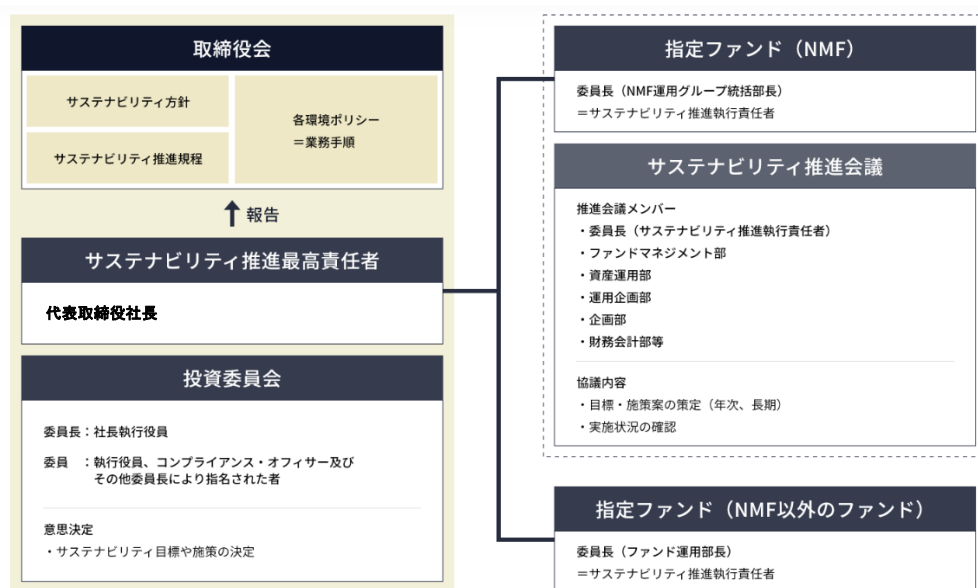 取締役会
サステナビリティ方針
サステナビリティ推進規程
各環境ポリシー
＝業務手順
報告
サステナビリティ推進最高責任者
代表取締役社長
投資委員会
委員長：社長執行役員
委員　：執行役員、コンプライアンス・オフィサー及び
その他委員長により指名された者
意思決定
・サステナビリティ目標や施策の決定
指定ファンド（NMF）
委員長（NMF運用グループ統括部長）
＝サステナビリティ推進執行責任者
サステナビリティ推進会議
推進会議メンバー
・委員長（サステナビリティ推進執行責任者）
・ファンドマネジメント部
・資産運用部
・運用企画部
・企画部
・財務会計部等
協議内容
・目標・施策案の策定（年次、長期）
・実施状況の確認
指定ファンド（NMF以外のファンド）
委員長（ファンド運用部長）
＝サステナビリティ推進執行責任者